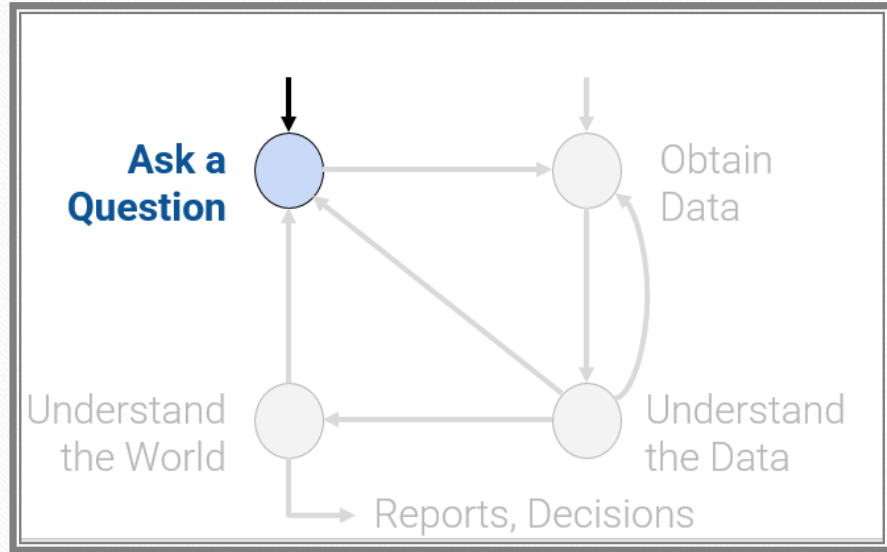 Ask a
Question
Obtain
Data
Understand
the World
Understand
the Data
Reports, Decisions